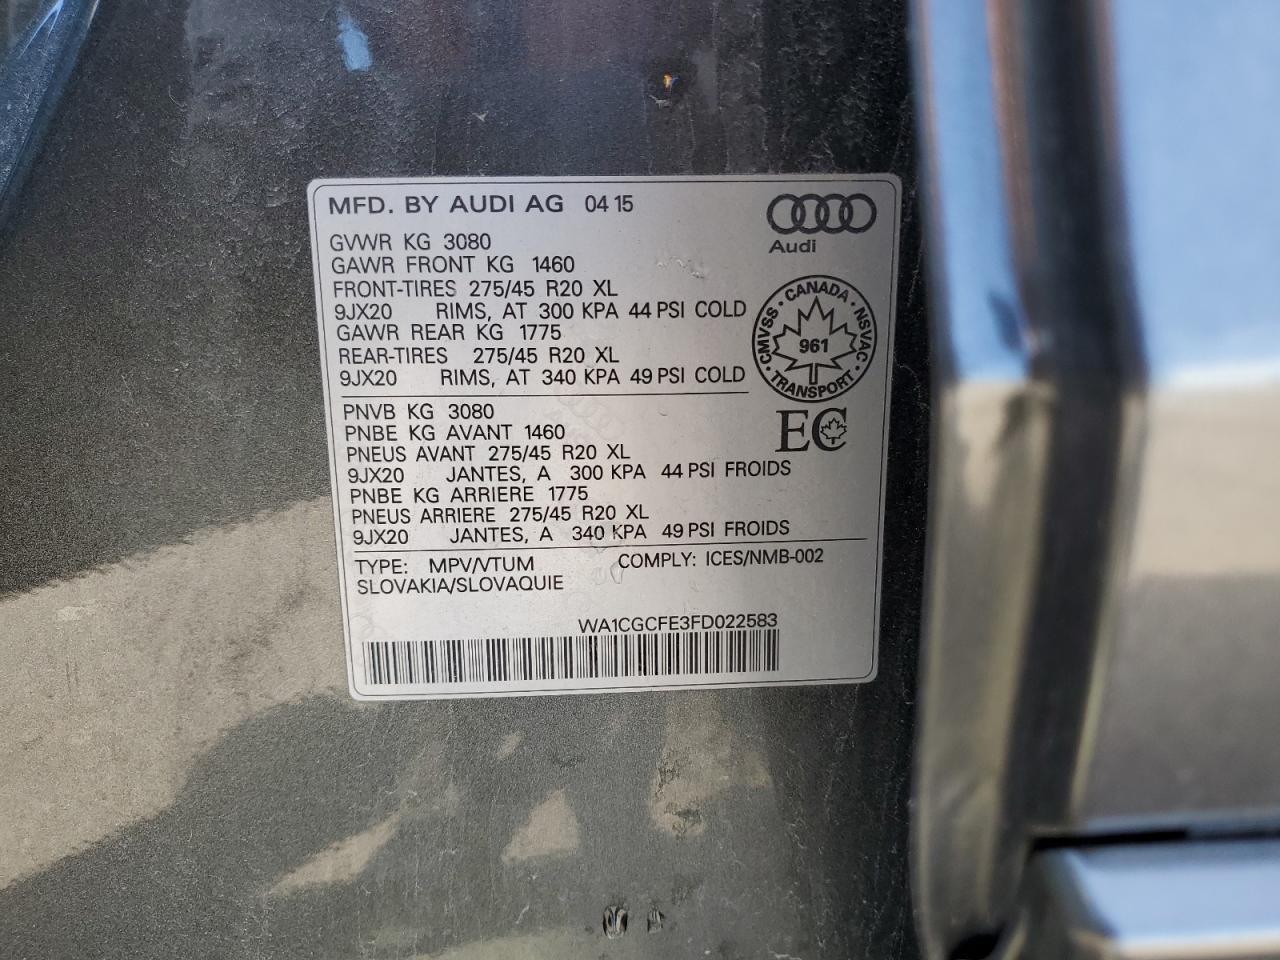 MFD. BY AUDI AG 04 15
Audi
GVWR KG 3080
GAWR FRONT KG 1460
FRONT-TIRES 275/45 R20 XL
9JX20 RIMS, AT 300 KPA 44 PSI COLD
GAWR REAR KG 1775
REAR-TIRES 275/45 R20 XL
9JX20 RIMS, AT 340 KPA 49 PSI COLD
CMVSS · CANADA · NSVAC · TRANSPORT ·
961
EC
PNVB KG 3080
PNBE KG AVANT 1460
PNEUS AVANT 275/45 R20 XL
9JX20 JANTES, A 300 KPA 44 PSI FROIDS
PNBE KG ARRIERE 1775
PNEUS ARRIERE 275/45 R20 XL
9JX20 JANTES, A 340 KPA 49 PSI FROIDS
TYPE: MPV/VTUM COMPLY: ICES/NMB-002
SLOVAKIA/SLOVAQUIE
WA1CGCFE3FD022583